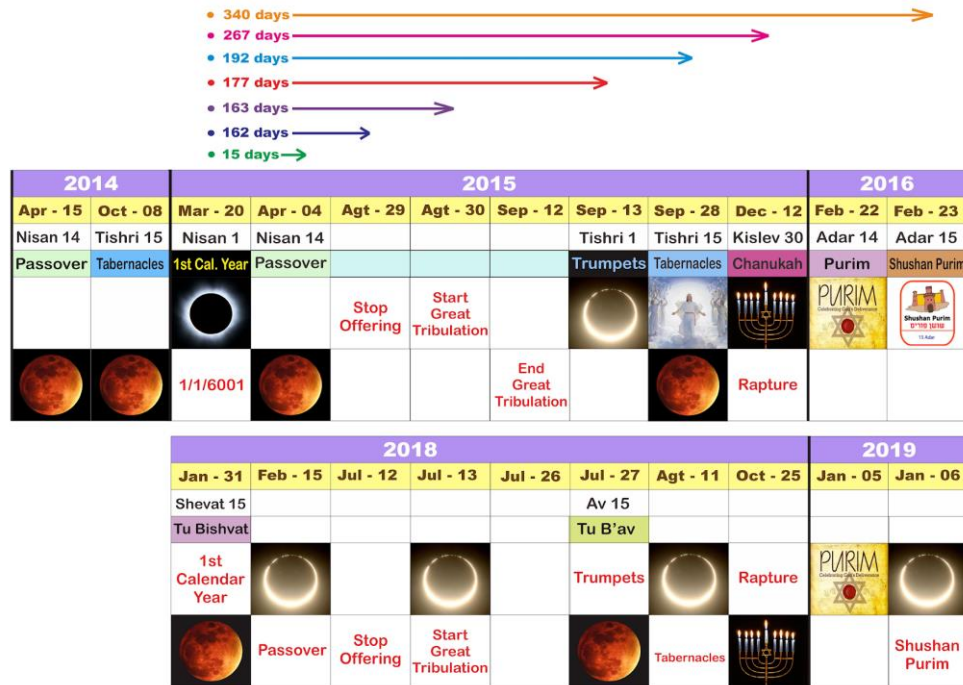 340 days
267 days
192 days
177 days
163 days
162 days
15 days
2014 2015 2016
Apr - 15 Oct - 08 Mar - 20 Apr - 04 Agt - 29 Agt - 30 Sep - 12 Sep - 13 Sep - 28 Dec - 12 Feb - 22 Feb - 23
Nisan 14 Tishri 15 Nisan 1 Nisan 14 Tishri 1 Tishri 15 Kislev 30 Adar 14 Adar 15
Passover Tabernacles 1st Cal. Year Passover Trumpets Tabernacles Chanukah Purim Shushan Purim
Stop
Offering
Start
Great
Tribulation
PURIM
Celebrating God's Deliverance
Shushan Purim
שושן פורים
15 Adar
1/1/6001
End
Great
Tribulation
Rapture
2018 2019
Jan - 31 Feb - 15 Jul - 12 Jul - 13 Jul - 26 Jul - 27 Agt - 11 Oct - 25 Jan - 05 Jan - 06
Shevat 15 Av 15
Tu Bishvat Tu B'av
1st
Calendar
Year
Trumpets
Rapture
PURIM
Celebrating God's Deliverance
Passover
Stop
Offering
Start
Great
Tribulation
Tabernacles
Shushan
Purim